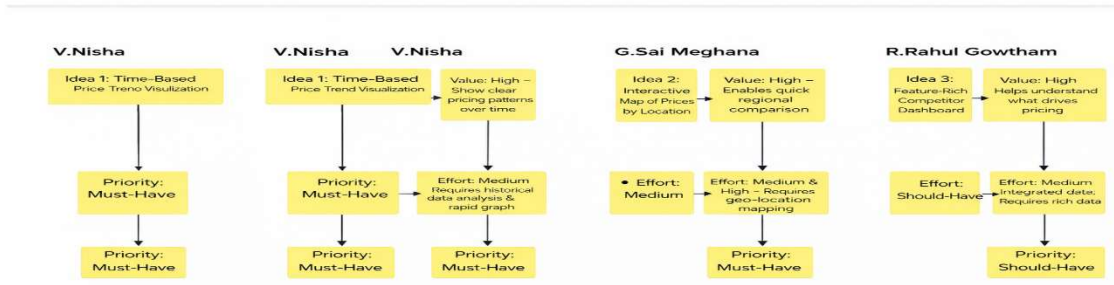 V.Nisha
Idea 1: Time-Based
Price Treno Visulization
Priority:
Must-Have
Priority:
Must-Have
V.Nisha
Idea 1: Time-Based
Price Trend Visualization
Priority:
Must-Have
Priority:
Must-Have
V.Nisha
Value: High –
Show clear
pricing patterns
over time
Effort: Medium
Requires historical
data analysis &
rapid graph
Priority:
Must-Have
G.Sai Meghana
Idea 2:
Interactive
Map of Prices
by Location
Value: High –
Enables quick
regional
comparison
• Effort:
Medium
Effort: Medium &
High – Requires
geo-location
mapping
Priority:
Must-Have
R.Rahul Gowtham
Idea 3:
Feature-Rich
Competitor
Dashboard
Value: High
Helps understand
what drives
pricing
Effort:
Should-Have
Effort: Medium
Integrated data;
Requires rich data
Priority:
Should-Have